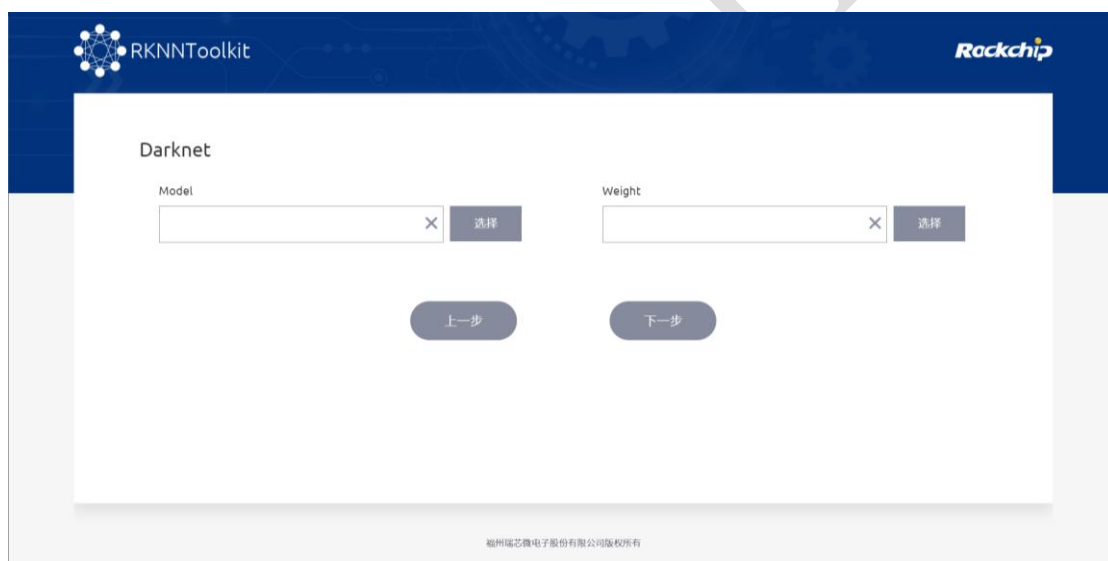 RKNNToolkit
Rockchip
Darknet
Model
Weight
选择
选择
上一步
下一步
福州瑞芯微电子股份有限公司版权所有